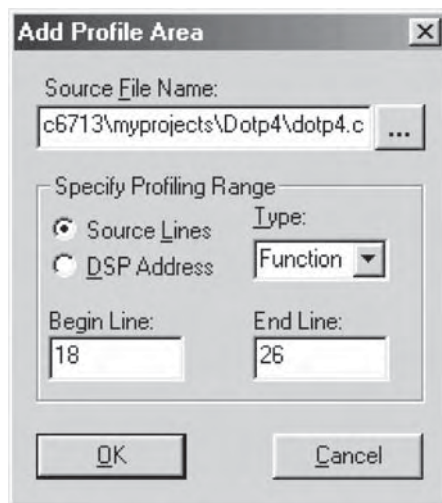 Add Profile Area
Source File Name:
c6713\myprojects\Dotp4\dotp4.c ...
Specify Profiling Range
Source Lines
DSP Address
Type:
Function
Begin Line:
18
End Line:
26
OK
Cancel